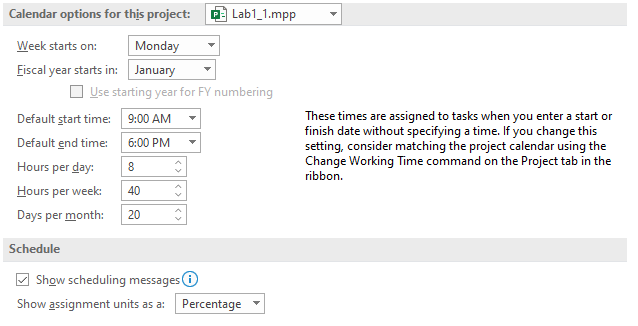 Calendar options for this project: Lab1_1.mpp
Week starts on: Monday
Fiscal year starts in: January
Use starting year for FY numbering
Default start time: 9:00 AM
Default end time: 6:00 PM
Hours per day: 8
Hours per week: 40
Days per month: 20
These times are assigned to tasks when you enter a start or
finish date without specifying a time. If you change this
setting, consider matching the project calendar using the
Change Working Time command on the Project tab in the
ribbon.
Schedule
Show scheduling messages
Show assignment units as a: Percentage